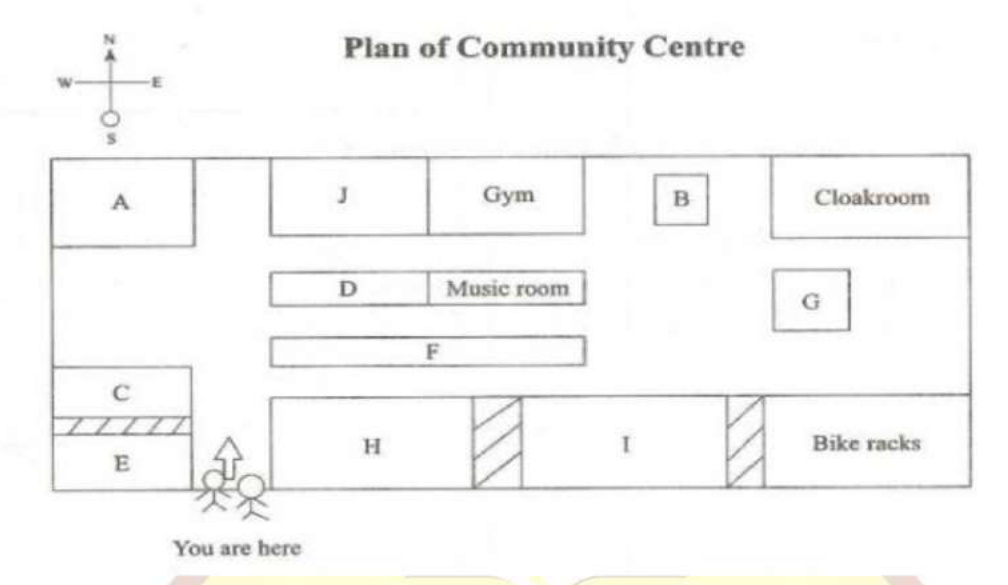 Plan of Community Centre
N
W E
S
A J Gym B Cloakroom
D Music room G
F
C
H I Bike racks
E
You are here